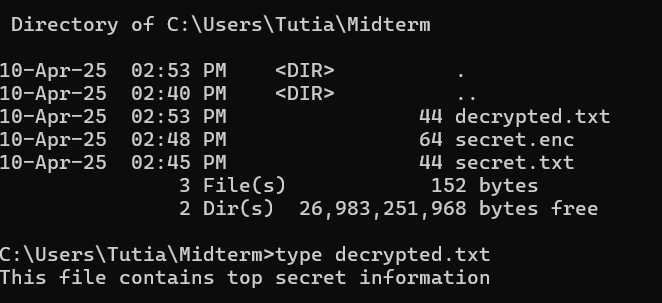 Directory of C:\Users\Tutia\Midterm
10-Apr-25  02:53 PM    <DIR>          .
10-Apr-25  02:40 PM    <DIR>          ..
10-Apr-25  02:53 PM                44 decrypted.txt
10-Apr-25  02:48 PM                64 secret.enc
10-Apr-25  02:45 PM                44 secret.txt
               3 File(s)            152 bytes
               2 Dir(s)  26,983,251,968 bytes free
C:\Users\Tutia\Midterm>type decrypted.txt
This file contains top secret information